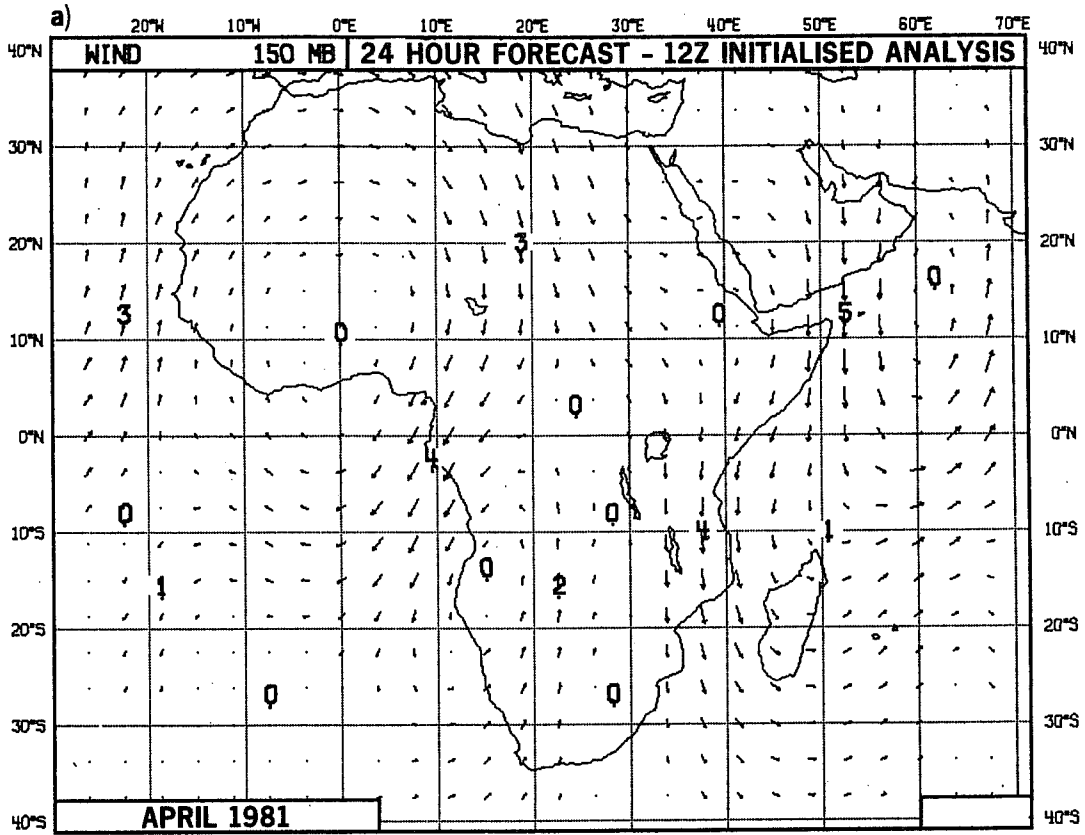 a)
20°W 10°W 0°E 10°E 20°E 30°E 40°E 50°E 60°E 70°E
40°N WIND 150 MB 24 HOUR FORECAST - 12Z INITIALISED ANALYSIS 40°N
30°N 30°N
20°N 3 20°N
0
3 0 5
10°N 0 10°N
0
0°N 0°N
4
0 0
10°S 4 1 10°S
0
1 2
20°S 20°S
0 0
30°S 30°S
APRIL 1981
40°S 40°S